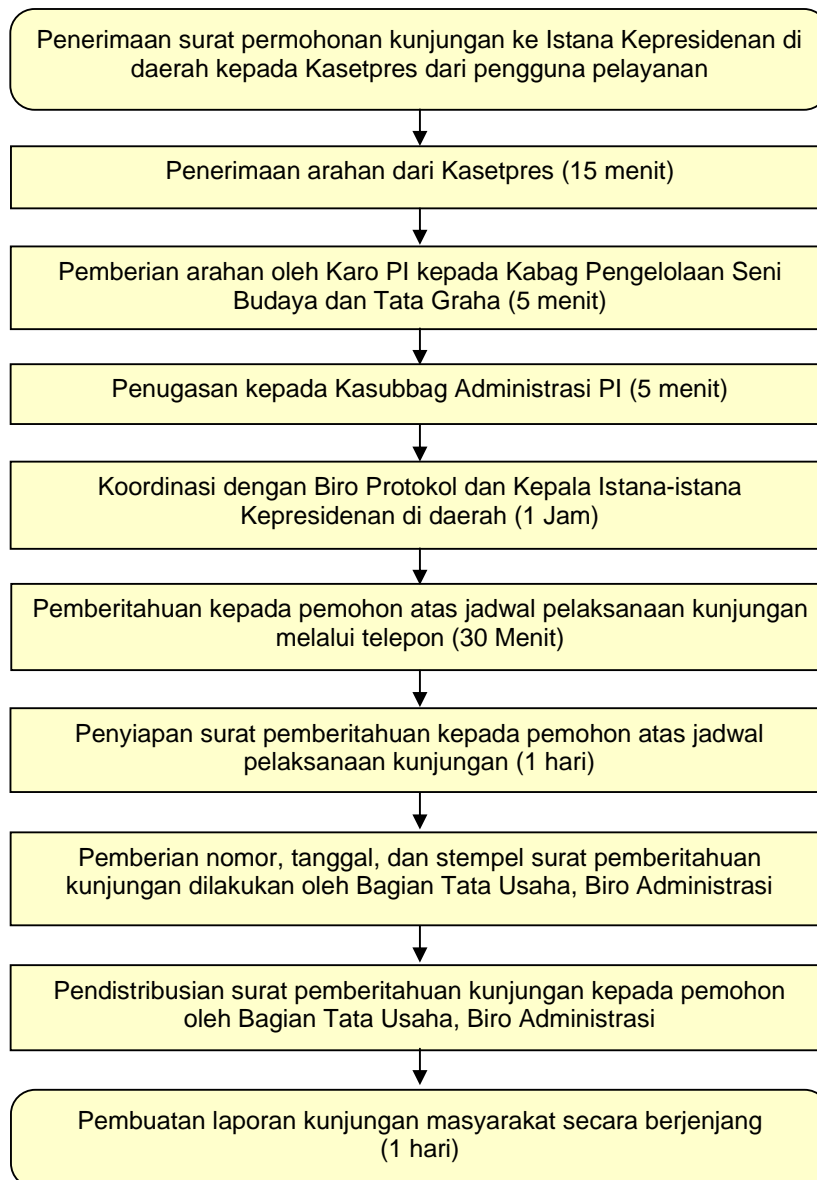 Penerimaan surat permohonan kunjungan ke Istana Kepresidenan di
daerah kepada Kasetpres dari pengguna pelayanan
Penerimaan arahan dari Kasetpres (15 menit)
Pemberian arahan oleh Karo PI kepada Kabag Pengelolaan Seni
Budaya dan Tata Graha (5 menit)
Penugasan kepada Kasubbag Administrasi PI (5 menit)
Koordinasi dengan Biro Protokol dan Kepala Istana-istana
Kepresidenan di daerah (1 Jam)
Pemberitahuan kepada pemohon atas jadwal pelaksanaan kunjungan
melalui telepon (30 Menit)
Penyiapan surat pemberitahuan kepada pemohon atas jadwal
pelaksanaan kunjungan (1 hari)
Pemberian nomor, tanggal, dan stempel surat pemberitahuan
kunjungan dilakukan oleh Bagian Tata Usaha, Biro Administrasi
Pendistribusian surat pemberitahuan kunjungan kepada pemohon
oleh Bagian Tata Usaha, Biro Administrasi
Pembuatan laporan kunjungan masyarakat secara berjenjang
(1 hari)